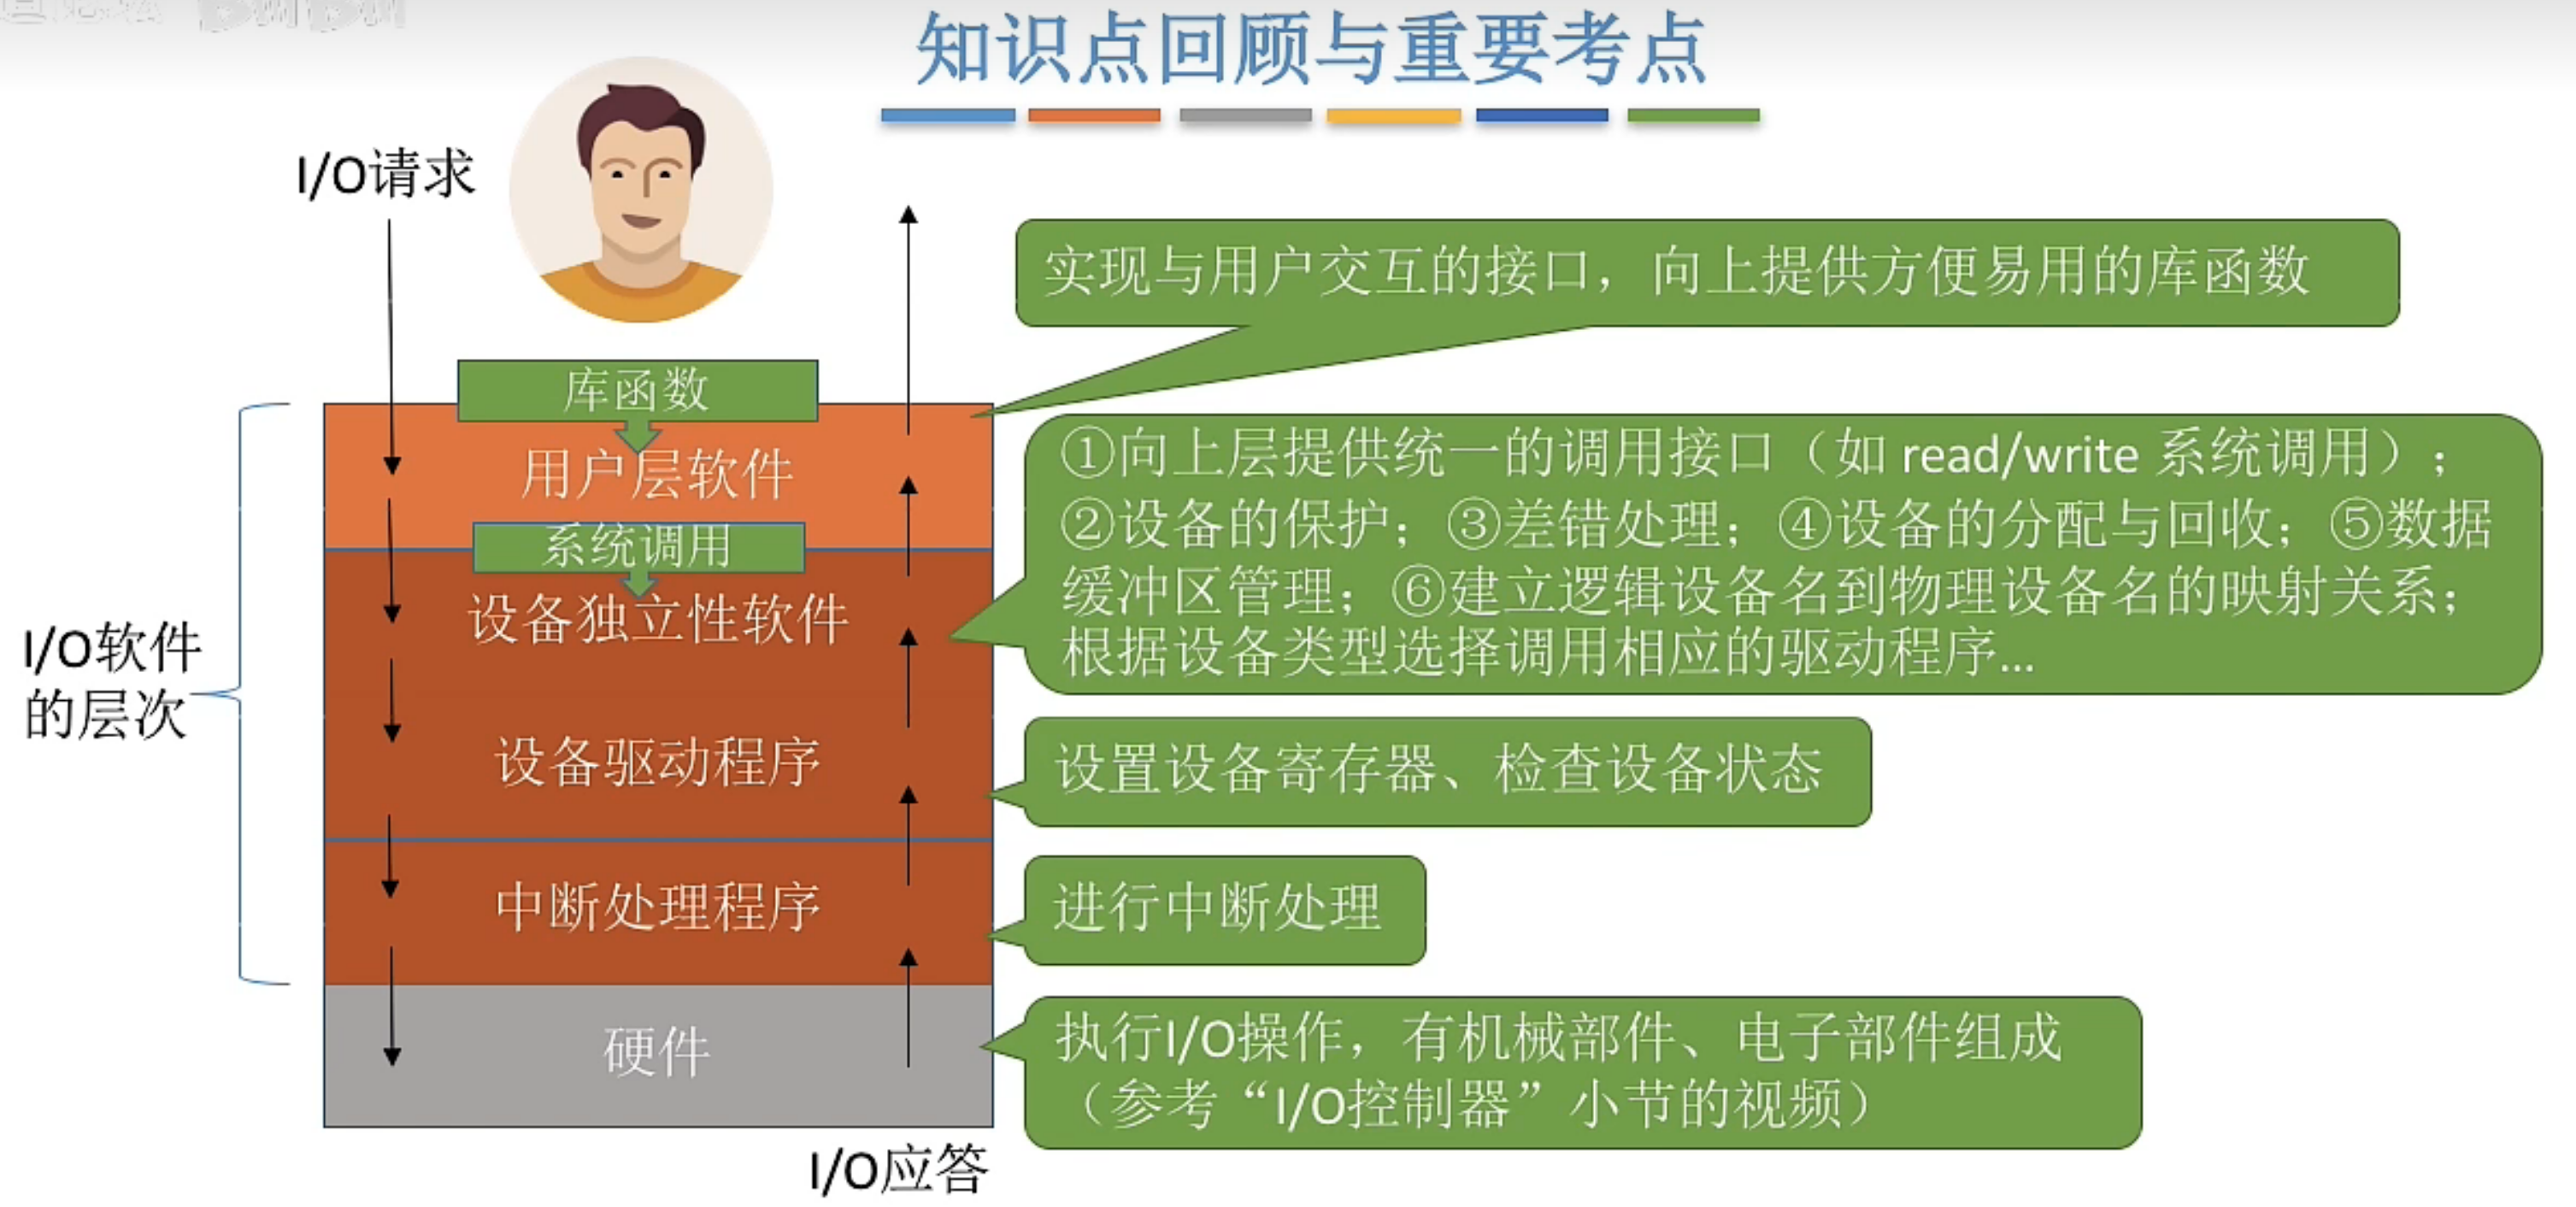 知识点回顾与重要考点
I/O请求
实现与用户交互的接口，向上提供方便易用的库函数
库函数
用户层软件
系统调用
设备独立性软件
①向上层提供统一的调用接口（如 read/write 系统调用）；
②设备的保护；③差错处理；④设备的分配与回收；⑤数据
缓冲区管理；⑥建立逻辑设备名到物理设备名的映射关系；
根据设备类型选择调用相应的驱动程序...
I/O软件
的层次
设备驱动程序
设置设备寄存器、检查设备状态
中断处理程序
进行中断处理
硬件
执行I/O操作，有机械部件、电子部件组成
（参考“I/O控制器”小节的视频）
I/O应答